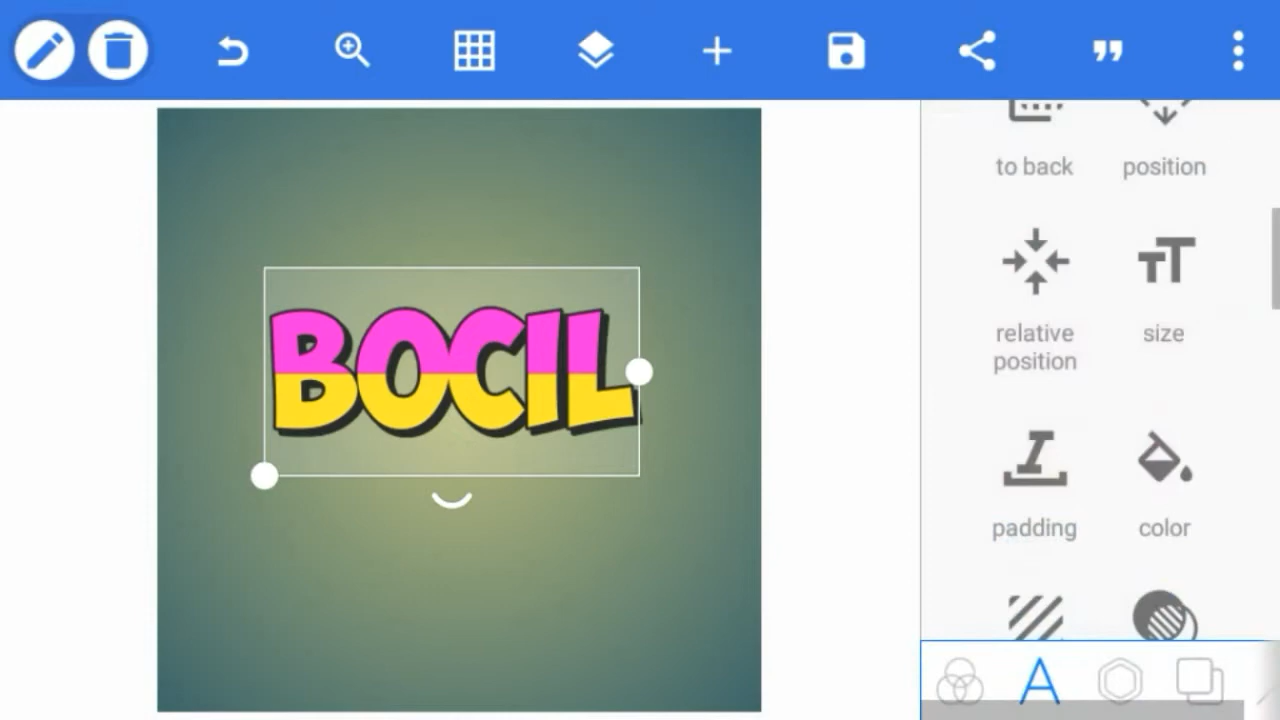 to back
position
BOCIL
relative
position
size
padding
color